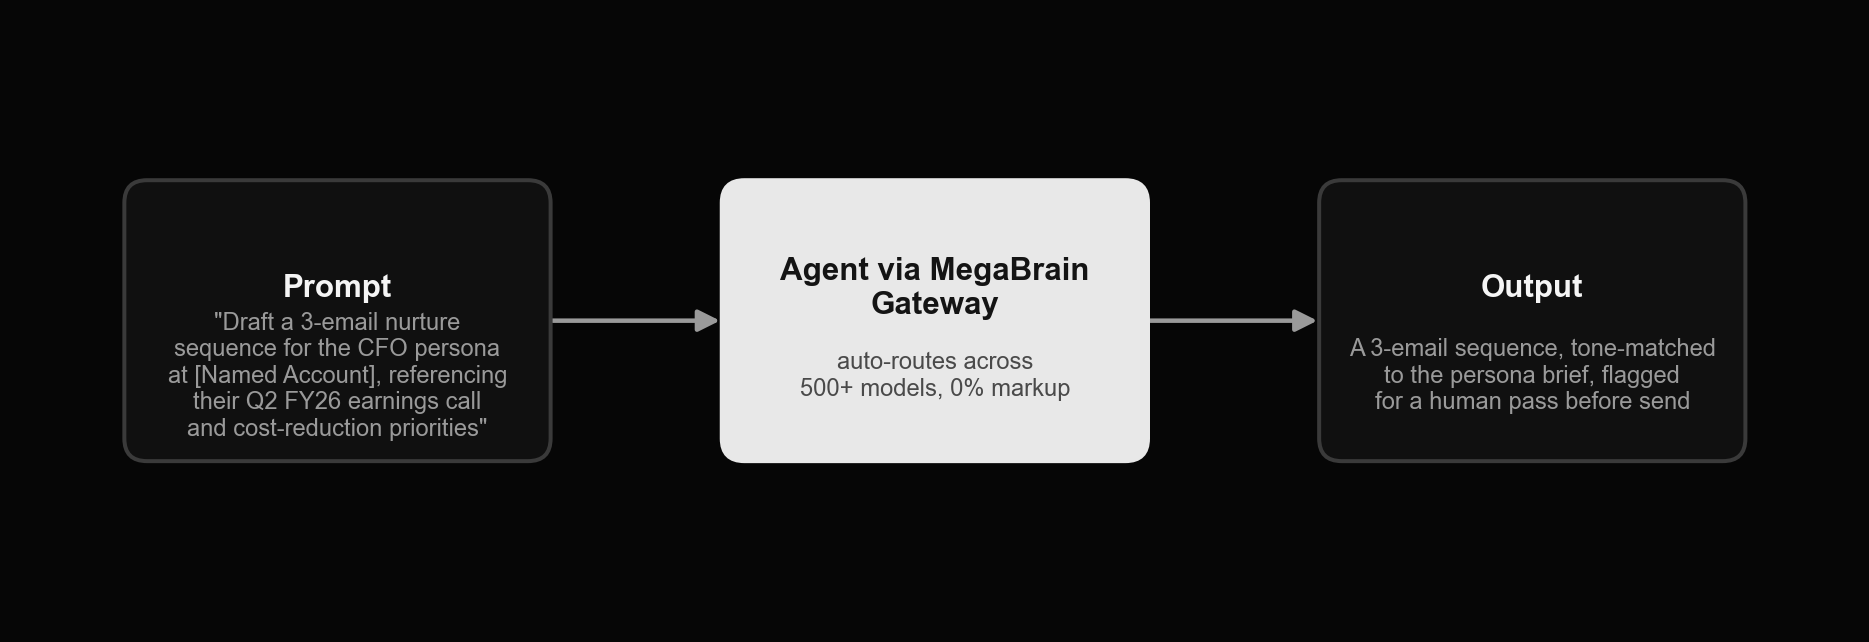 Prompt
"Draft a 3-email nurture
sequence for the CFO persona
at [Named Account], referencing
their Q2 FY26 earnings call
and cost-reduction priorities"
Agent via MegaBrain
Gateway
auto-routes across
500+ models, 0% markup
Output
A 3-email sequence, tone-matched
to the persona brief, flagged
for a human pass before send